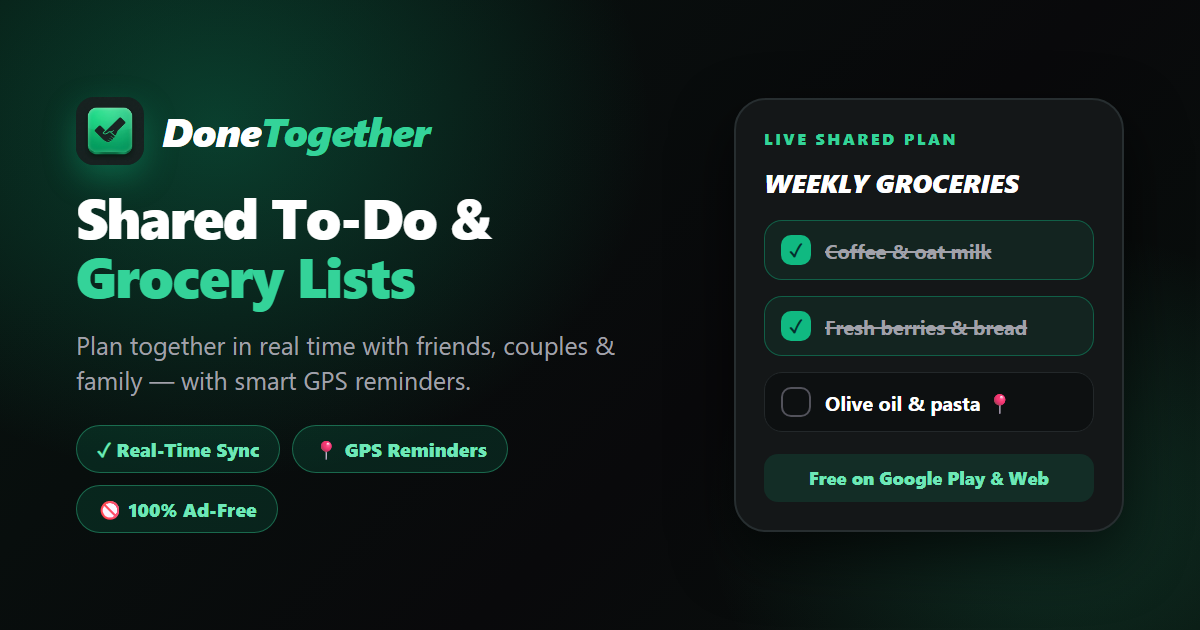 DoneTogether
Shared To-Do &
Grocery Lists
Plan together in real time with friends, couples &
family — with smart GPS reminders.
✓ Real-Time Sync
📍 GPS Reminders
🚫 100% Ad-Free
LIVE SHARED PLAN
WEEKLY GROCERIES
✓ Coffee & oat milk
✓ Fresh berries & bread
Olive oil & pasta 📍
Free on Google Play & Web